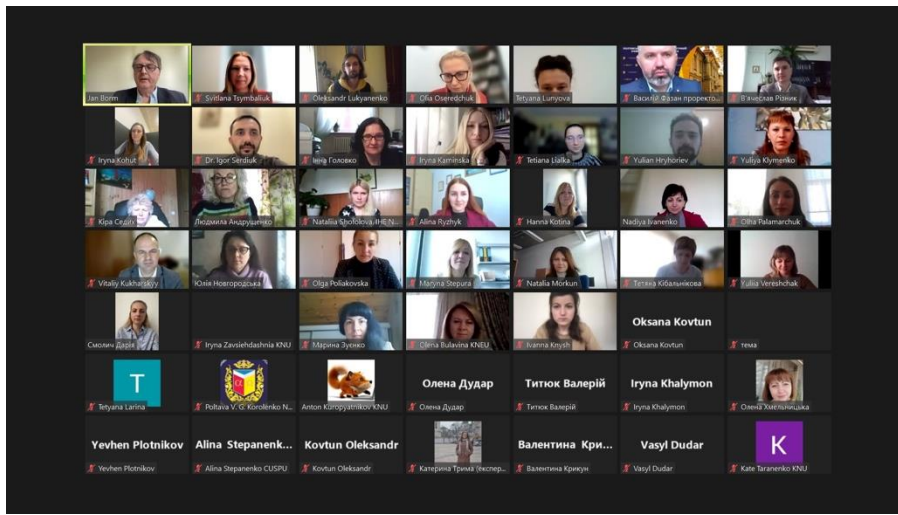 Jan Borm
Svitlana Tsymbaliuk
Oleksandr Lukyanenko
Olia Oseredchuk
Tetyana Lunyova
Василій Фазан проректо...
В'ячеслав Різник
Iryna Kohut
Dr. Igor Serdiuk
Інна Головко
Iryna Kaminska
Tetiana Lialka
Yulian Hryhoriev
Yuliya Klymenko
Кіра Седих
Людмила Андрущенко
Nataliia Shofolova
Alina Ryzhyk
Hanna Kotina
Nadiya Ivanenko
Olha Palamarchuk
Vitaliy Kukharskyy
Юлія Новгородська
Olga Poliakovska
Maryna Stepura
Natalia Morkun
Тетяна Кібальнікова
Yuliia Vereshchak
Смолич Дарія
Iryna Zavsiehdashnia KNU
Марина Зуєнко
Olena Bulavina KNEU
Ivanna Knysh
Oksana Kovtun
Oksana Kovtun
тема
T
Tetyana Larina
Poltava V. G. Korolenko N...
Anton Kuropyatnikov KNU
Олена Дудар
Олена Дудар
Титюк Валерій
Титюк Валерій
Iryna Khalymon
Iryna Khalymon
Олена Хмельницька
Yevhen Plotnikov
Yevhen Plotnikov
Alina Stepanenk...
Alina Stepanenko CUSPU
Kovtun Oleksandr
Kovtun Oleksandr
Катерина Трима (експер...
Валентина Кри...
Валентина Крикун
Vasyl Dudar
Vasyl Dudar
K
Kate Taranenko KNU